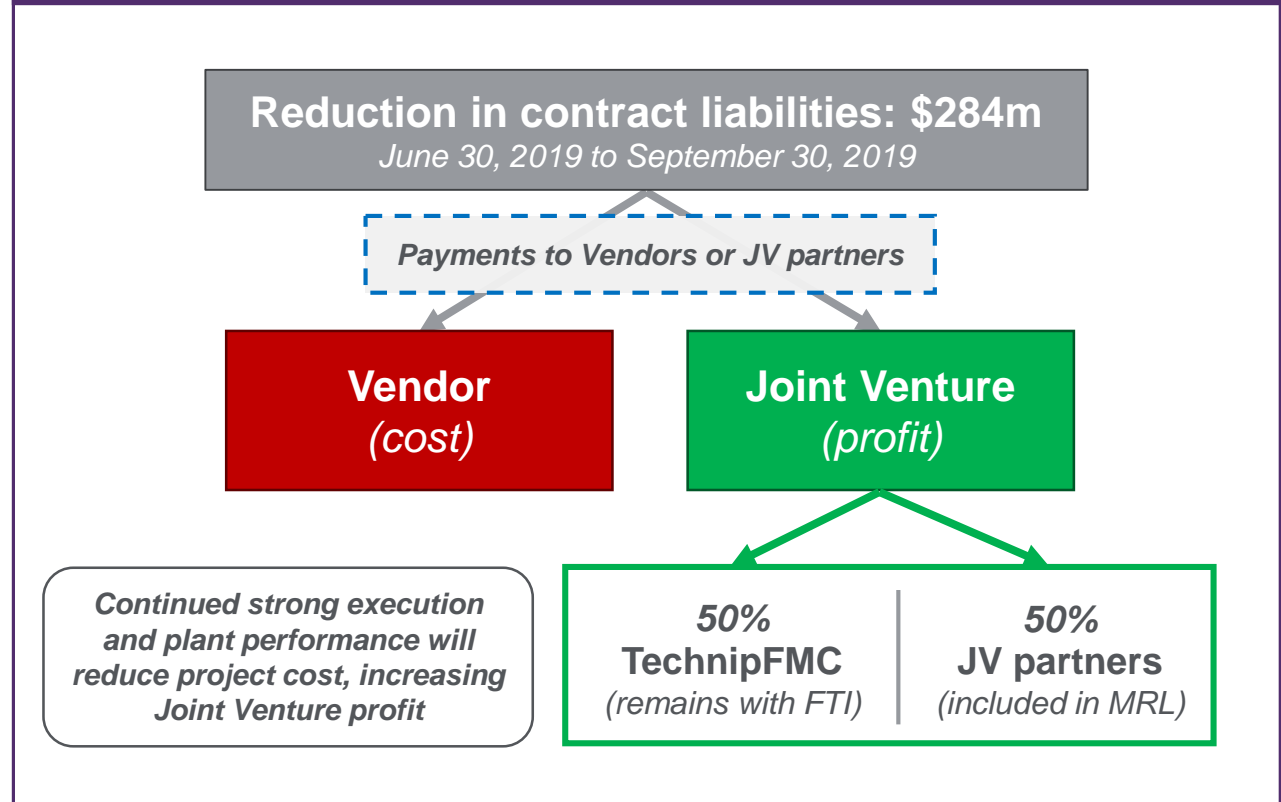 Reduction in contract liabilities: $284m
June 30, 2019 to September 30, 2019
Payments to Vendors or JV partners
Vendor
(cost)
Joint Venture
(profit)
Continued strong execution
and plant performance will
reduce project cost, increasing
Joint Venture profit
50%
TechnipFMC
(remains with FTI)
50%
JV partners
(included in MRL)